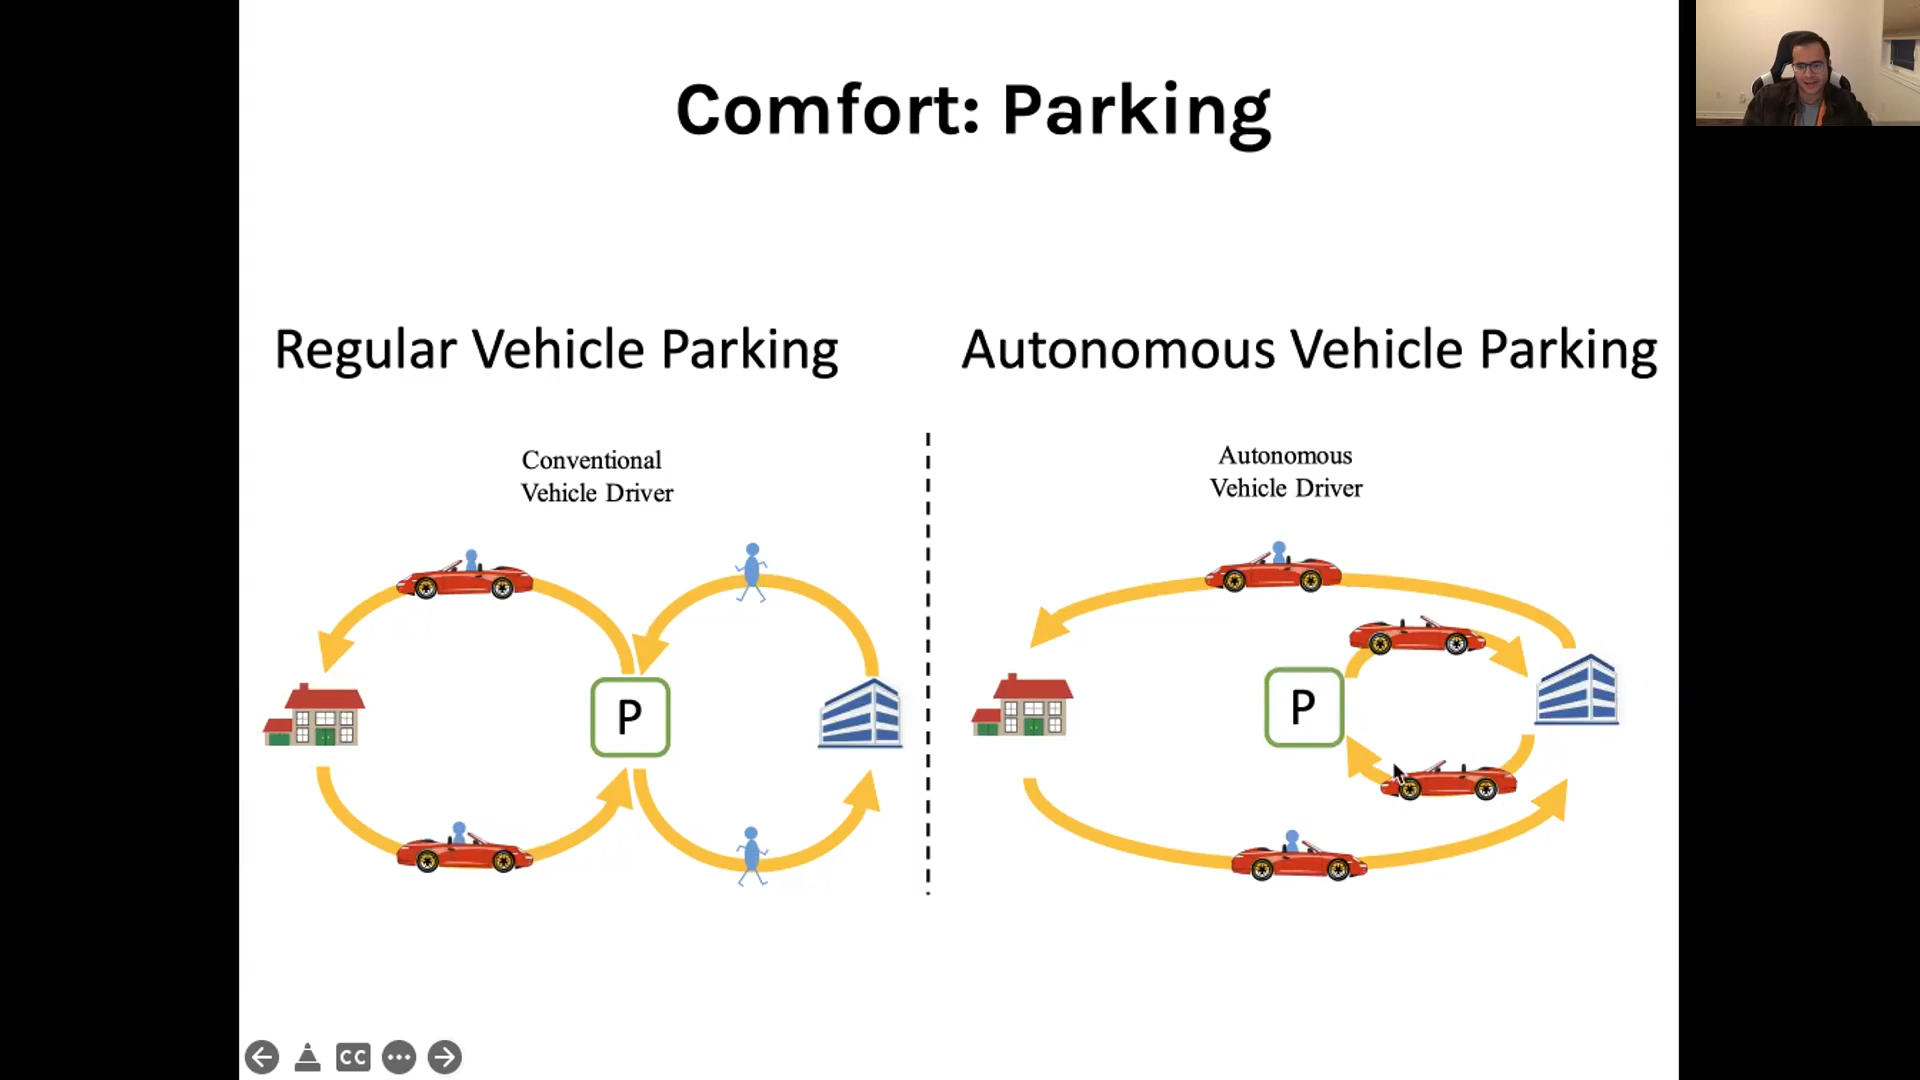 Comfort: Parking
Regular Vehicle Parking
Autonomous Vehicle Parking
Conventional
Vehicle Driver
Autonomous
Vehicle Driver
P
P
CC